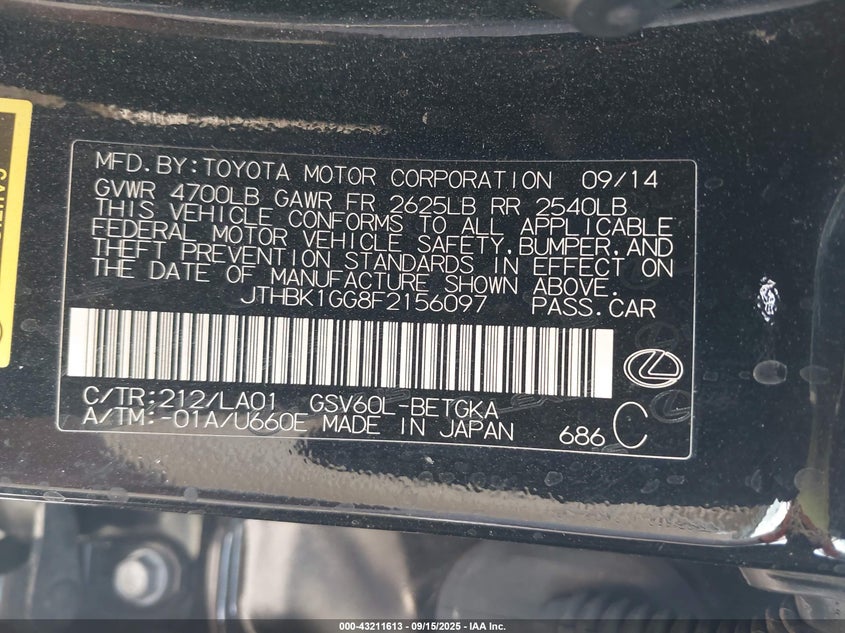 MFD.BY:TOYOTA MOTOR CORPORATION 09/14
GVWR 4700LB GAWR FR 2625LB RR 2540LB
THIS VEHICLE CONFORMS TO ALL APPLICABLE
FEDERAL MOTOR VEHICLE SAFETY,BUMPER,AND
THEFT PREVENTION STANDARDS IN EFFECT ON
THE DATE OF MANUFACTURE SHOWN ABOVE.
JTHBK1GG8F2156097 PASS.CAR
C/TR:212/LA01 GSV60L-BETGKA
A/TM:-01A/U660E MADE IN JAPAN 686 C
000-43211613 - 09/15/2025 - IAA Inc.